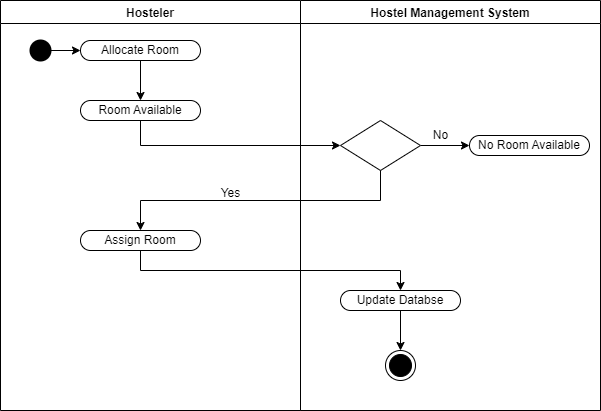 Hosteler
Hostel Management System
Allocate Room
Room Available
No
No Room Available
Yes
Assign Room
Update Databse